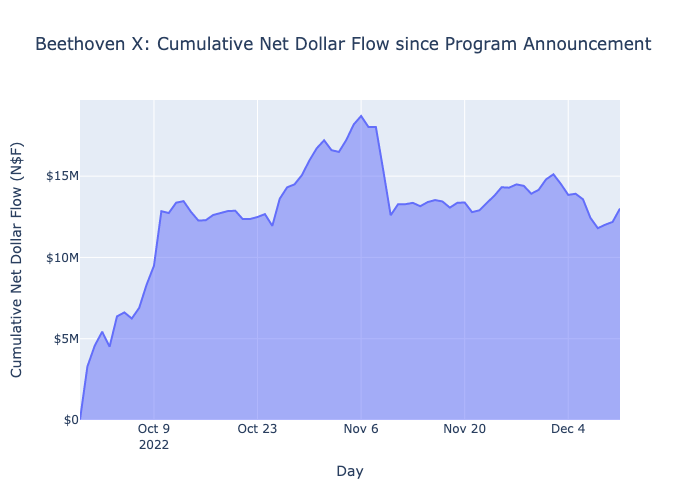 Beethoven X: Cumulative Net Dollar Flow since Program Announcement
Cumulative Net Dollar Flow (N$F)
$15M
$10M
$5M
$0
Oct 9
2022
Oct 23
Nov 6
Nov 20
Dec 4
Day